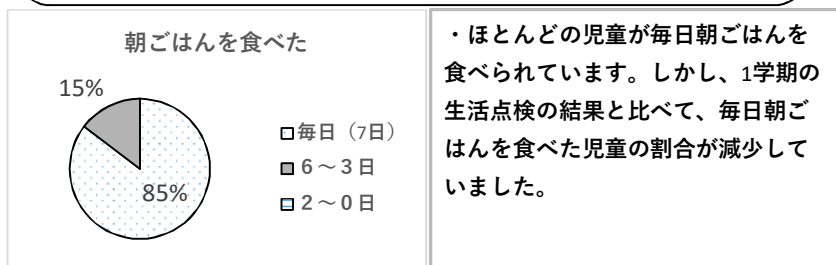 朝ごはんを食べた
15%
85%
毎日（7日）
６～３日
２～０日
・ほとんどの児童が毎日朝ごはんを
食べられています。しかし、1学期の
生活点検の結果と比べて、毎日朝ご
はんを食べた児童の割合が減少して
いました。